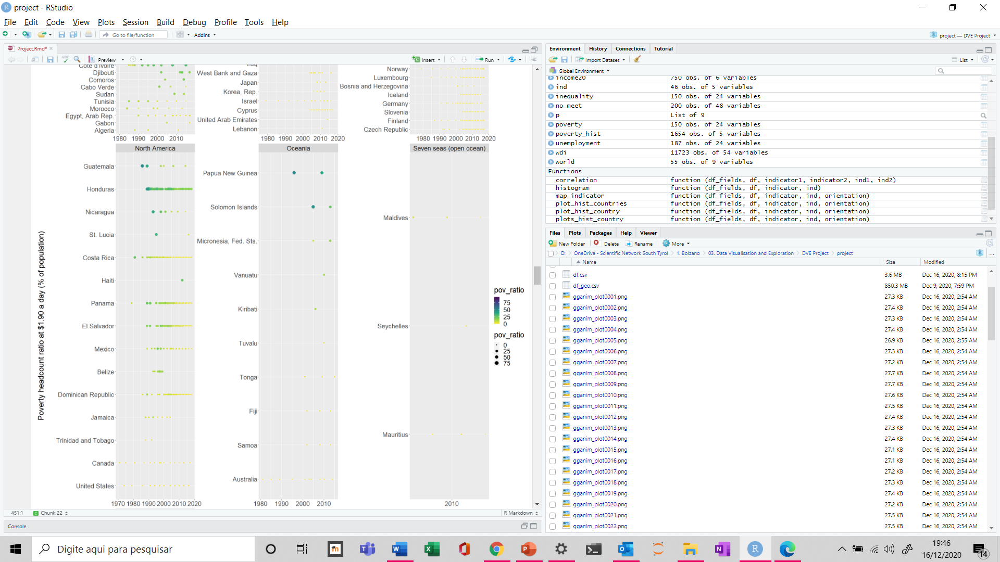 project - RStudio
File Edit Code View Plots Session Build Debug Profile Tools Help
Go to file/function
Addins
project — DVE Project
Project.Rmd*
ABC
Preview
Insert
Run
Cote d'Ivoire
Djibouti
Comoros
Cabo Verde
Sudan
Tunisia
Morocco
Egypt, Arab Rep.
Gabon
Algeria
1980 1990 2000 2010
Iraq
West Bank and Gaza
Japan
Korea, Rep.
Israel
Cyprus
United Arab Emirates
Lebanon
1980 1990 2000 2010 2020
Norway
Luxembourg
Bosnia and Herzegovina
Iceland
Germany
Slovenia
Finland
Czech Republic
1980 1990 2000 2010 2020
Poverty headcount ratio at $1.90 a day (% of population)
North America
Guatemala
Honduras
Nicaragua
St. Lucia
Costa Rica
Haiti
Panama
El Salvador
Mexico
Belize
Dominican Republic
Jamaica
Trinidad and Tobago
Canada
United States
1970 1980 1990 2000 2010 2020
Oceania
Papua New Guinea
Solomon Islands
Micronesia, Fed. Sts.
Vanuatu
Kiribati
Tuvalu
Tonga
Fiji
Samoa
Australia
1980 1990 2000 2010
Seven seas (open ocean)
Maldives
Seychelles
Mauritius
2010
pov_ratio
75
50
25
0
pov_ratio
0
25
50
75
451:1
Chunk 22
R Markdown
Console
Environment History Connections Tutorial
Import Dataset
List
Global Environment
income20 750 obs. of 6 variables
ind 46 obs. of 5 variables
inequality 150 obs. of 24 variables
no_meet 200 obs. of 48 variables
p List of 9
poverty 150 obs. of 24 variables
poverty_hist 1654 obs. of 5 variables
unemployment 187 obs. of 24 variables
wdi 11723 obs. of 54 variables
world 55 obs. of 9 variables
Functions
correlation function (df_fields, df, indicator1, indicator2, ind1, ind2)
histogram function (df_fields, df, indicator, ind)
map_indicator function (df_fields, df, indicator, ind, orientation)
plot_hist_countries function (df_fields, df, indicator, ind, orientation)
plot_hist_country function (df_fields, df, indicator, ind, orientation)
plots_hist_country function (df_fields, df, indicator, ind, orientation)
Files Plots Packages Help Viewer
New Folder Delete Rename More
D: OneDrive - Scientific Network South Tyrol 1. Bolzano 03. Data Visualisation and Exploration DVE Project project ...
Name Size Modified
df.csv 3.6 MB Dec 16, 2020, 8:15 PM
df_geo.csv 850.3 MB Dec 9, 2020, 7:59 PM
gganim_plot0001.png 27.3 KB Dec 16, 2020, 2:54 AM
gganim_plot0002.png 27.4 KB Dec 16, 2020, 2:54 AM
gganim_plot0003.png 27.3 KB Dec 16, 2020, 2:54 AM
gganim_plot0004.png 27.4 KB Dec 16, 2020, 2:54 AM
gganim_plot0005.png 26.9 KB Dec 16, 2020, 2:55 AM
gganim_plot0006.png 27.3 KB Dec 16, 2020, 2:54 AM
gganim_plot0007.png 27.2 KB Dec 16, 2020, 2:54 AM
gganim_plot0008.png 27.7 KB Dec 16, 2020, 2:54 AM
gganim_plot0009.png 27.7 KB Dec 16, 2020, 2:54 AM
gganim_plot0010.png 27.6 KB Dec 16, 2020, 2:54 AM
gganim_plot0011.png 27.5 KB Dec 16, 2020, 2:54 AM
gganim_plot0012.png 27.4 KB Dec 16, 2020, 2:54 AM
gganim_plot0013.png 27.3 KB Dec 16, 2020, 2:54 AM
gganim_plot0014.png 27.4 KB Dec 16, 2020, 2:54 AM
gganim_plot0015.png 27.1 KB Dec 16, 2020, 2:54 AM
gganim_plot0016.png 27.1 KB Dec 16, 2020, 2:54 AM
gganim_plot0017.png 27.2 KB Dec 16, 2020, 2:54 AM
gganim_plot0018.png 27.3 KB Dec 16, 2020, 2:54 AM
gganim_plot0019.png 27.4 KB Dec 16, 2020, 2:54 AM
gganim_plot0020.png 27.2 KB Dec 16, 2020, 2:54 AM
gganim_plot0021.png 27.5 KB Dec 16, 2020, 2:54 AM
gganim_plot0022.png 27.5 KB Dec 16, 2020, 2:54 AM
Digite aqui para pesquisar
19:46
16/12/2020
14